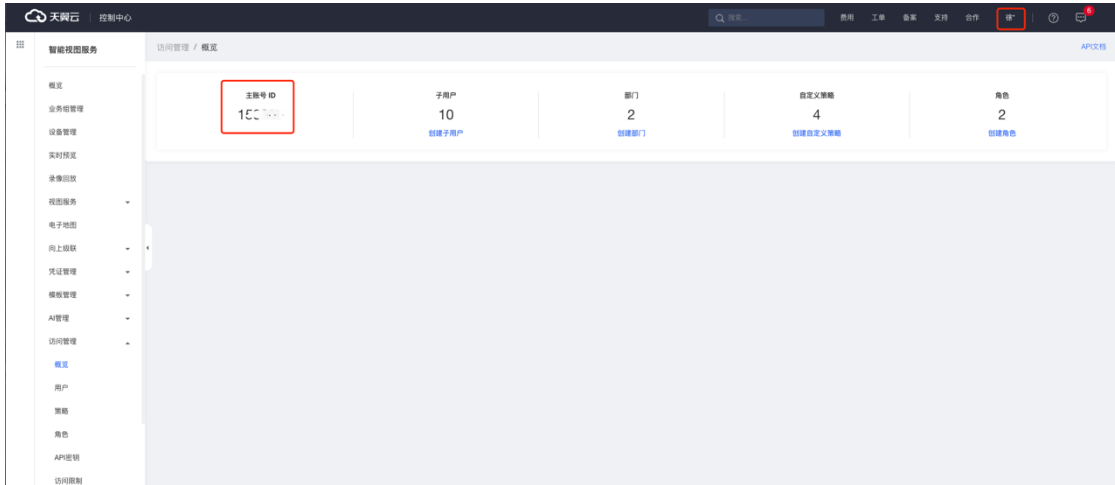 天翼云 | 控制中心
搜索...
费用 工单 备案 支持 合作
6
智能视图服务
访问管理 / 概览
API文档
概览
业务组管理
设备管理
实时预览
录像回放
视图服务
电子地图
向上级联
凭证管理
模板管理
AI管理
访问管理
概览
用户
策略
角色
API密钥
访问限制
主账号 ID
子用户
部门
自定义策略
角色
10
2
4
2
创建子用户
创建部门
创建自定义策略
创建角色